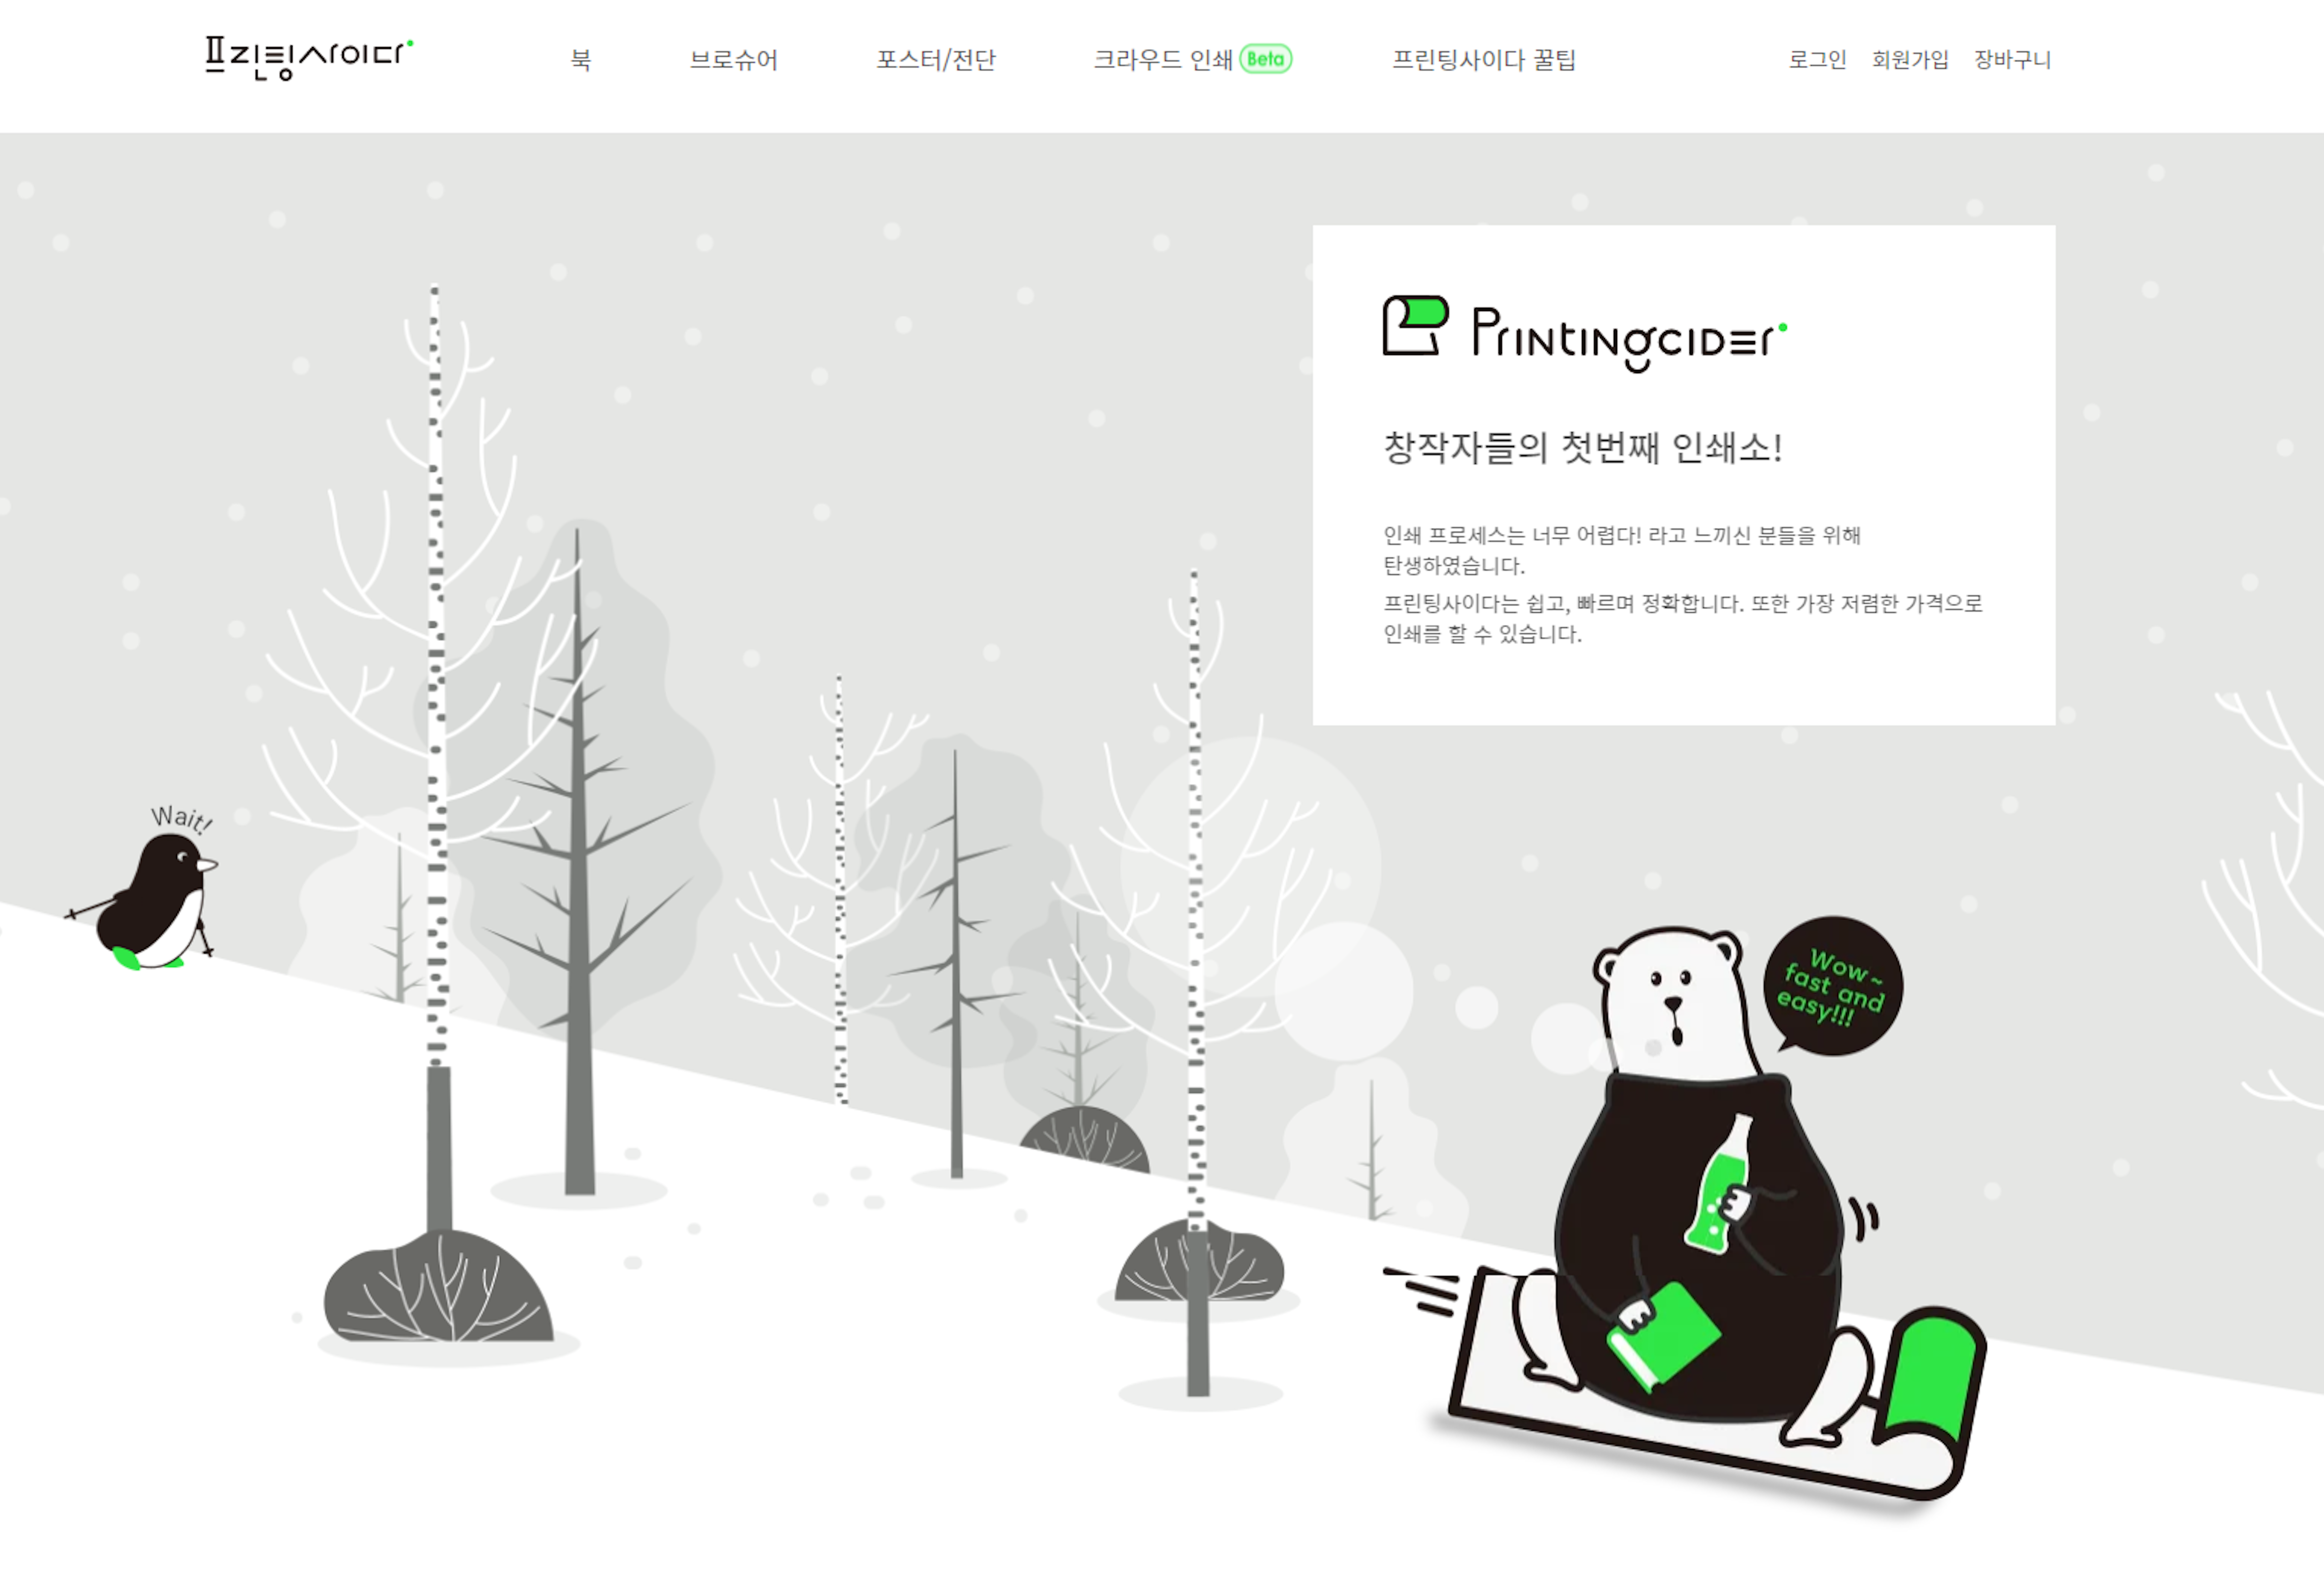 프린팅사이다
북
브로슈어
포스터/전단
크라우드 인쇄 Beta
프린팅사이다 꿀팁
로그인
회원가입
장바구니
Printingcider
창작자들의 첫번째 인쇄소!
인쇄 프로세스는 너무 어렵다! 라고 느끼신 분들을 위해
탄생하였습니다.
프린팅사이다는 쉽고, 빠르며 정확합니다. 또한 가장 저렴한 가격으로
인쇄를 할 수 있습니다.
Wait!
Wow~
fast and
easy!!!